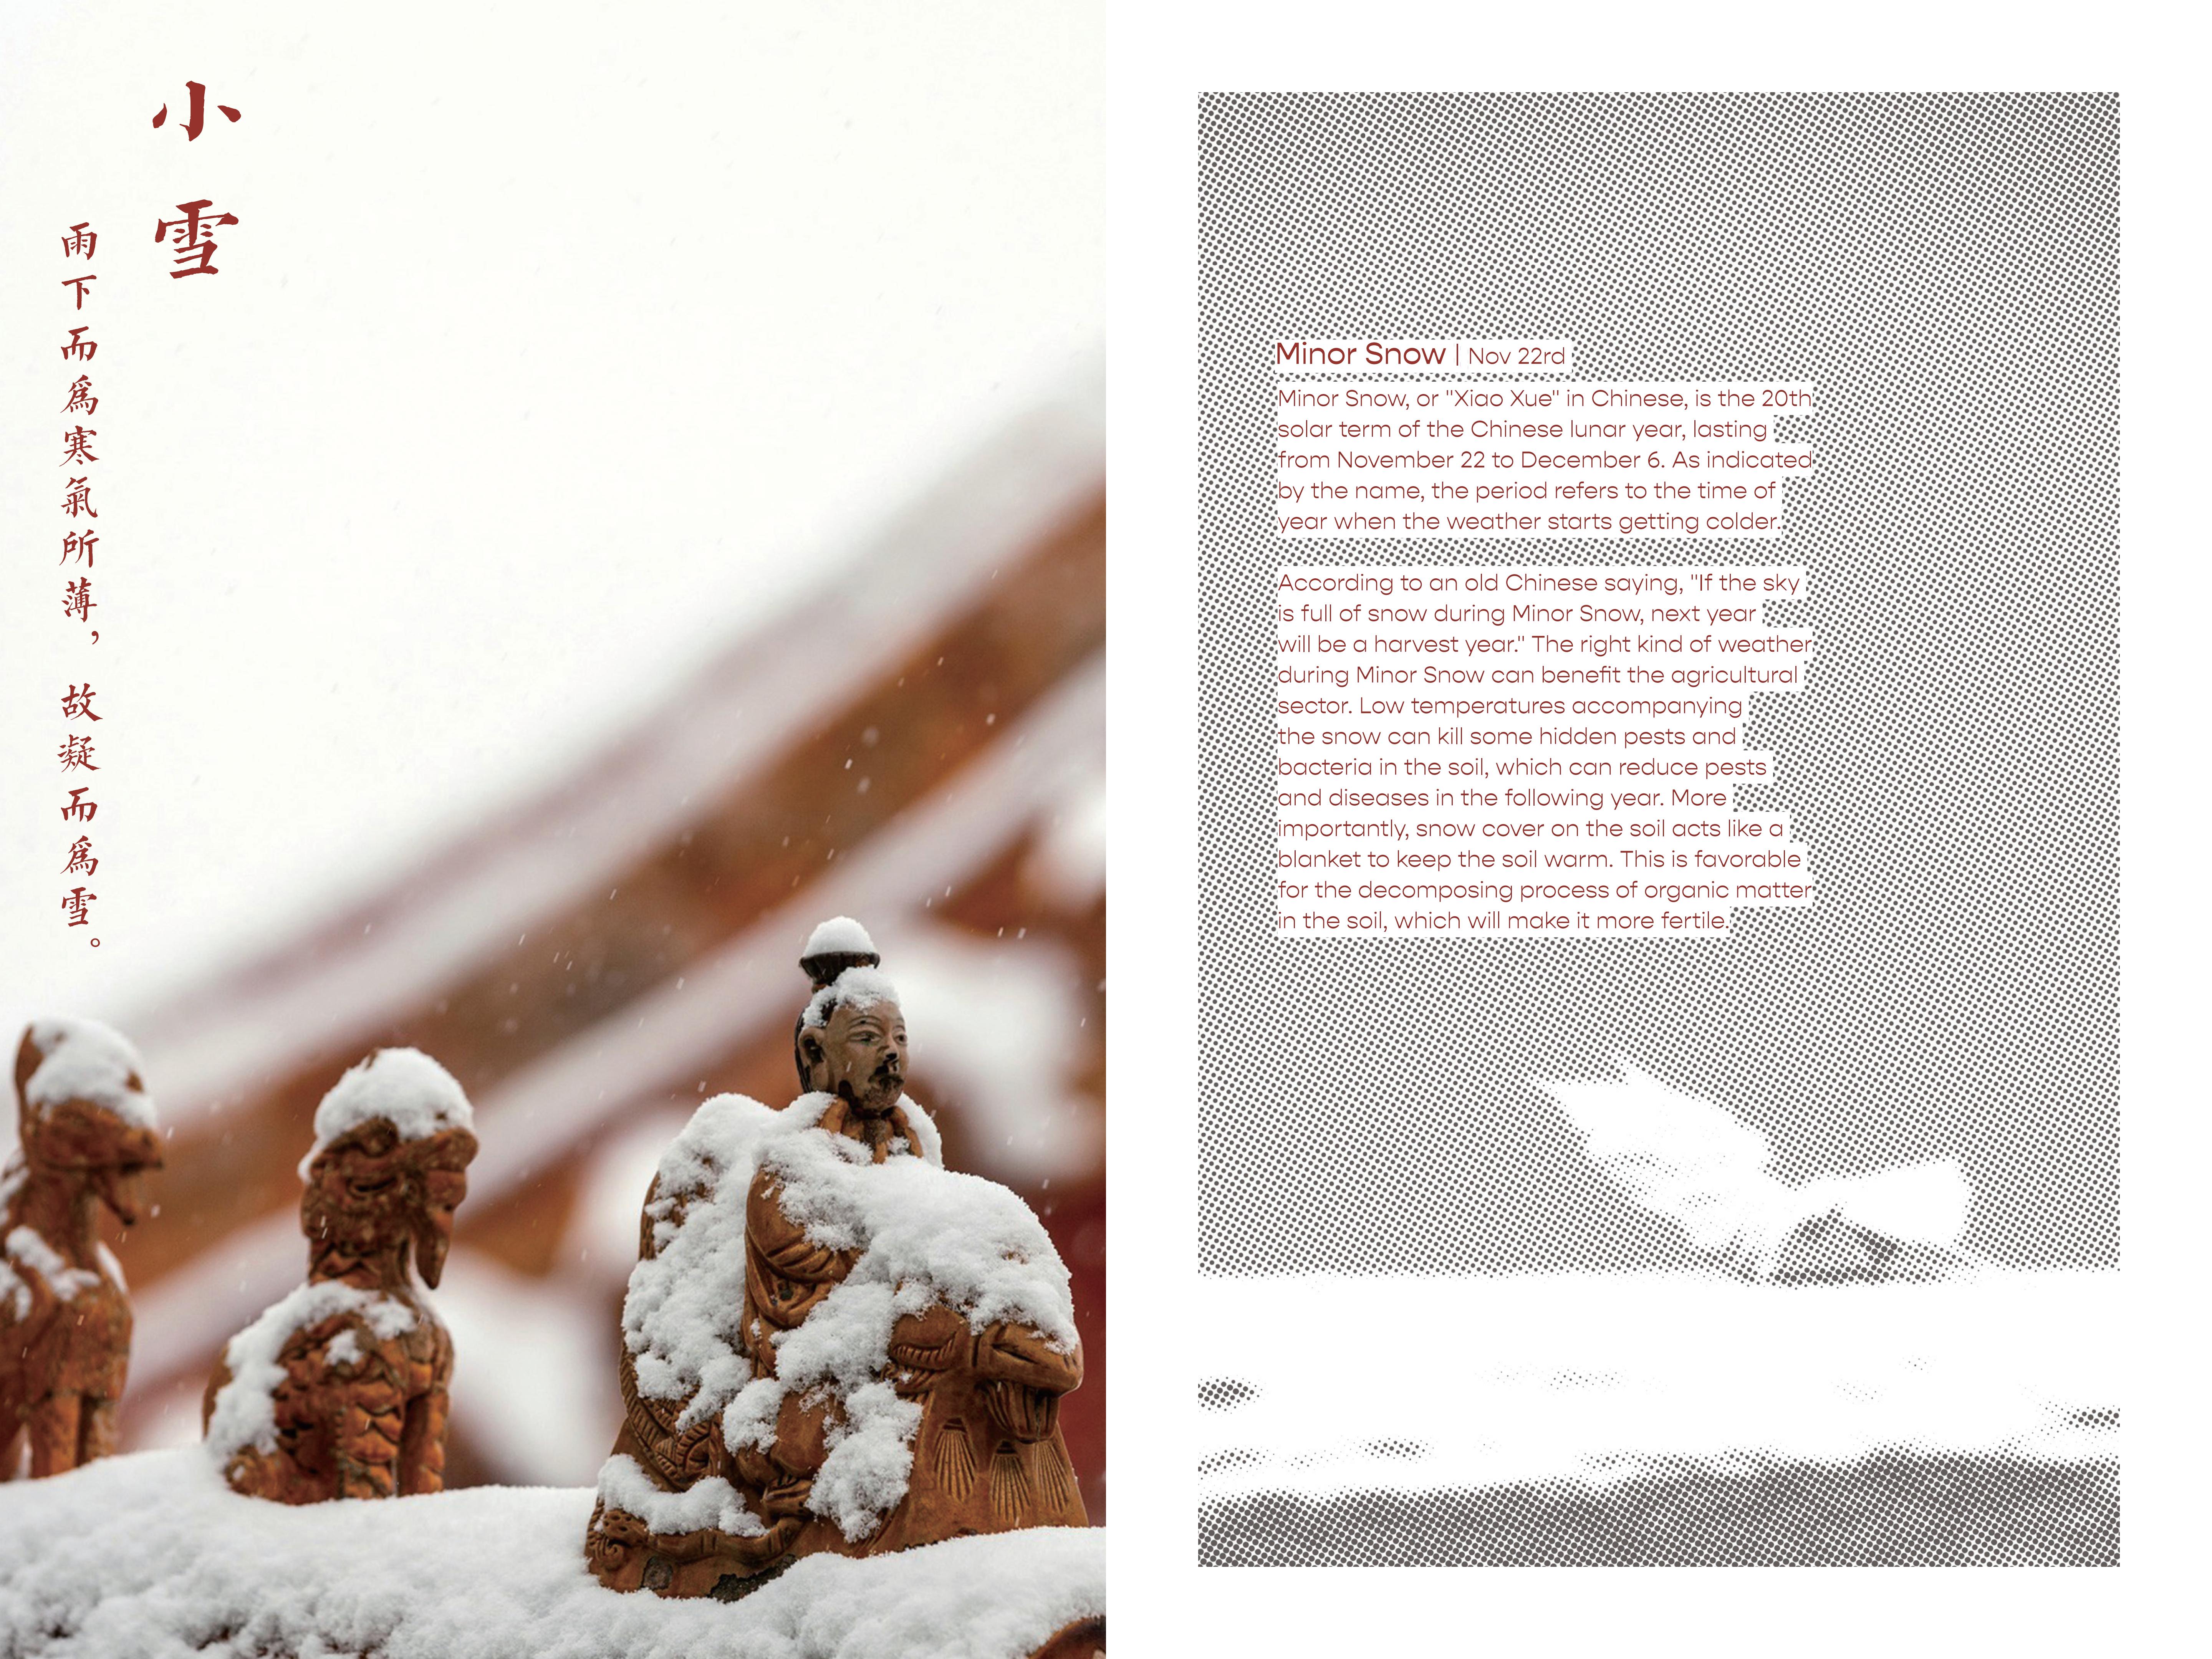 小雪
雨下而爲寒氣所薄，故凝而爲雪。
Minor Snow | Nov 22rd
Minor Snow, or "Xiao Xue" in Chinese, is the 20th
solar term of the Chinese lunar year, lasting
from November 22 to December 6. As indicated
by the name, the period refers to the time of
year when the weather starts getting colder.
According to an old Chinese saying, "If the sky
is full of snow during Minor Snow, next year
will be a harvest year." The right kind of weather
during Minor Snow can benefit the agricultural
sector. Low temperatures accompanying
the snow can kill some hidden pests and
bacteria in the soil, which can reduce pests
and diseases in the following year. More
importantly, snow cover on the soil acts like a
blanket to keep the soil warm. This is favorable
for the decomposing process of organic matter
in the soil, which will make it more fertile.